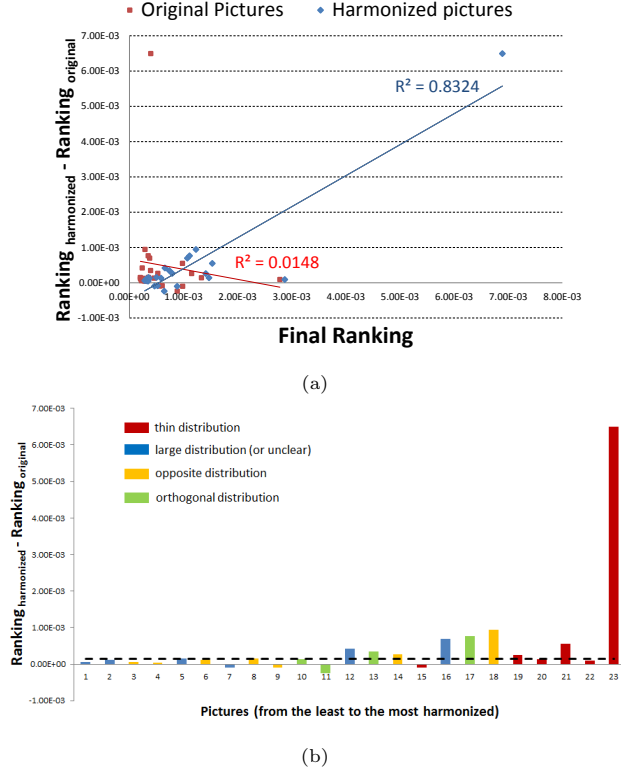 Original Pictures Harmonized pictures
7.00E-03
6.00E-03
5.00E-03
4.00E-03
3.00E-03
2.00E-03
1.00E-03
0.00E+00
-1.00E-03
R² = 0.8324
R² = 0.0148
0.00E+00 1.00E-03 2.00E-03 3.00E-03 4.00E-03 5.00E-03 6.00E-03 7.00E-03 8.00E-03
Ranking harmonized - Ranking original
Final Ranking
(a)
7.00E-03
6.00E-03
5.00E-03
4.00E-03
3.00E-03
2.00E-03
1.00E-03
0.00E+00
-1.00E-03
thin distribution
large distribution (or unclear)
opposite distribution
orthogonal distribution
Ranking harmonized - Ranking original
1 2 3 4 5 6 7 8 9 10 11 12 13 14 15 16 17 18 19 20 21 22 23
Pictures (from the least to the most harmonized)
(b)